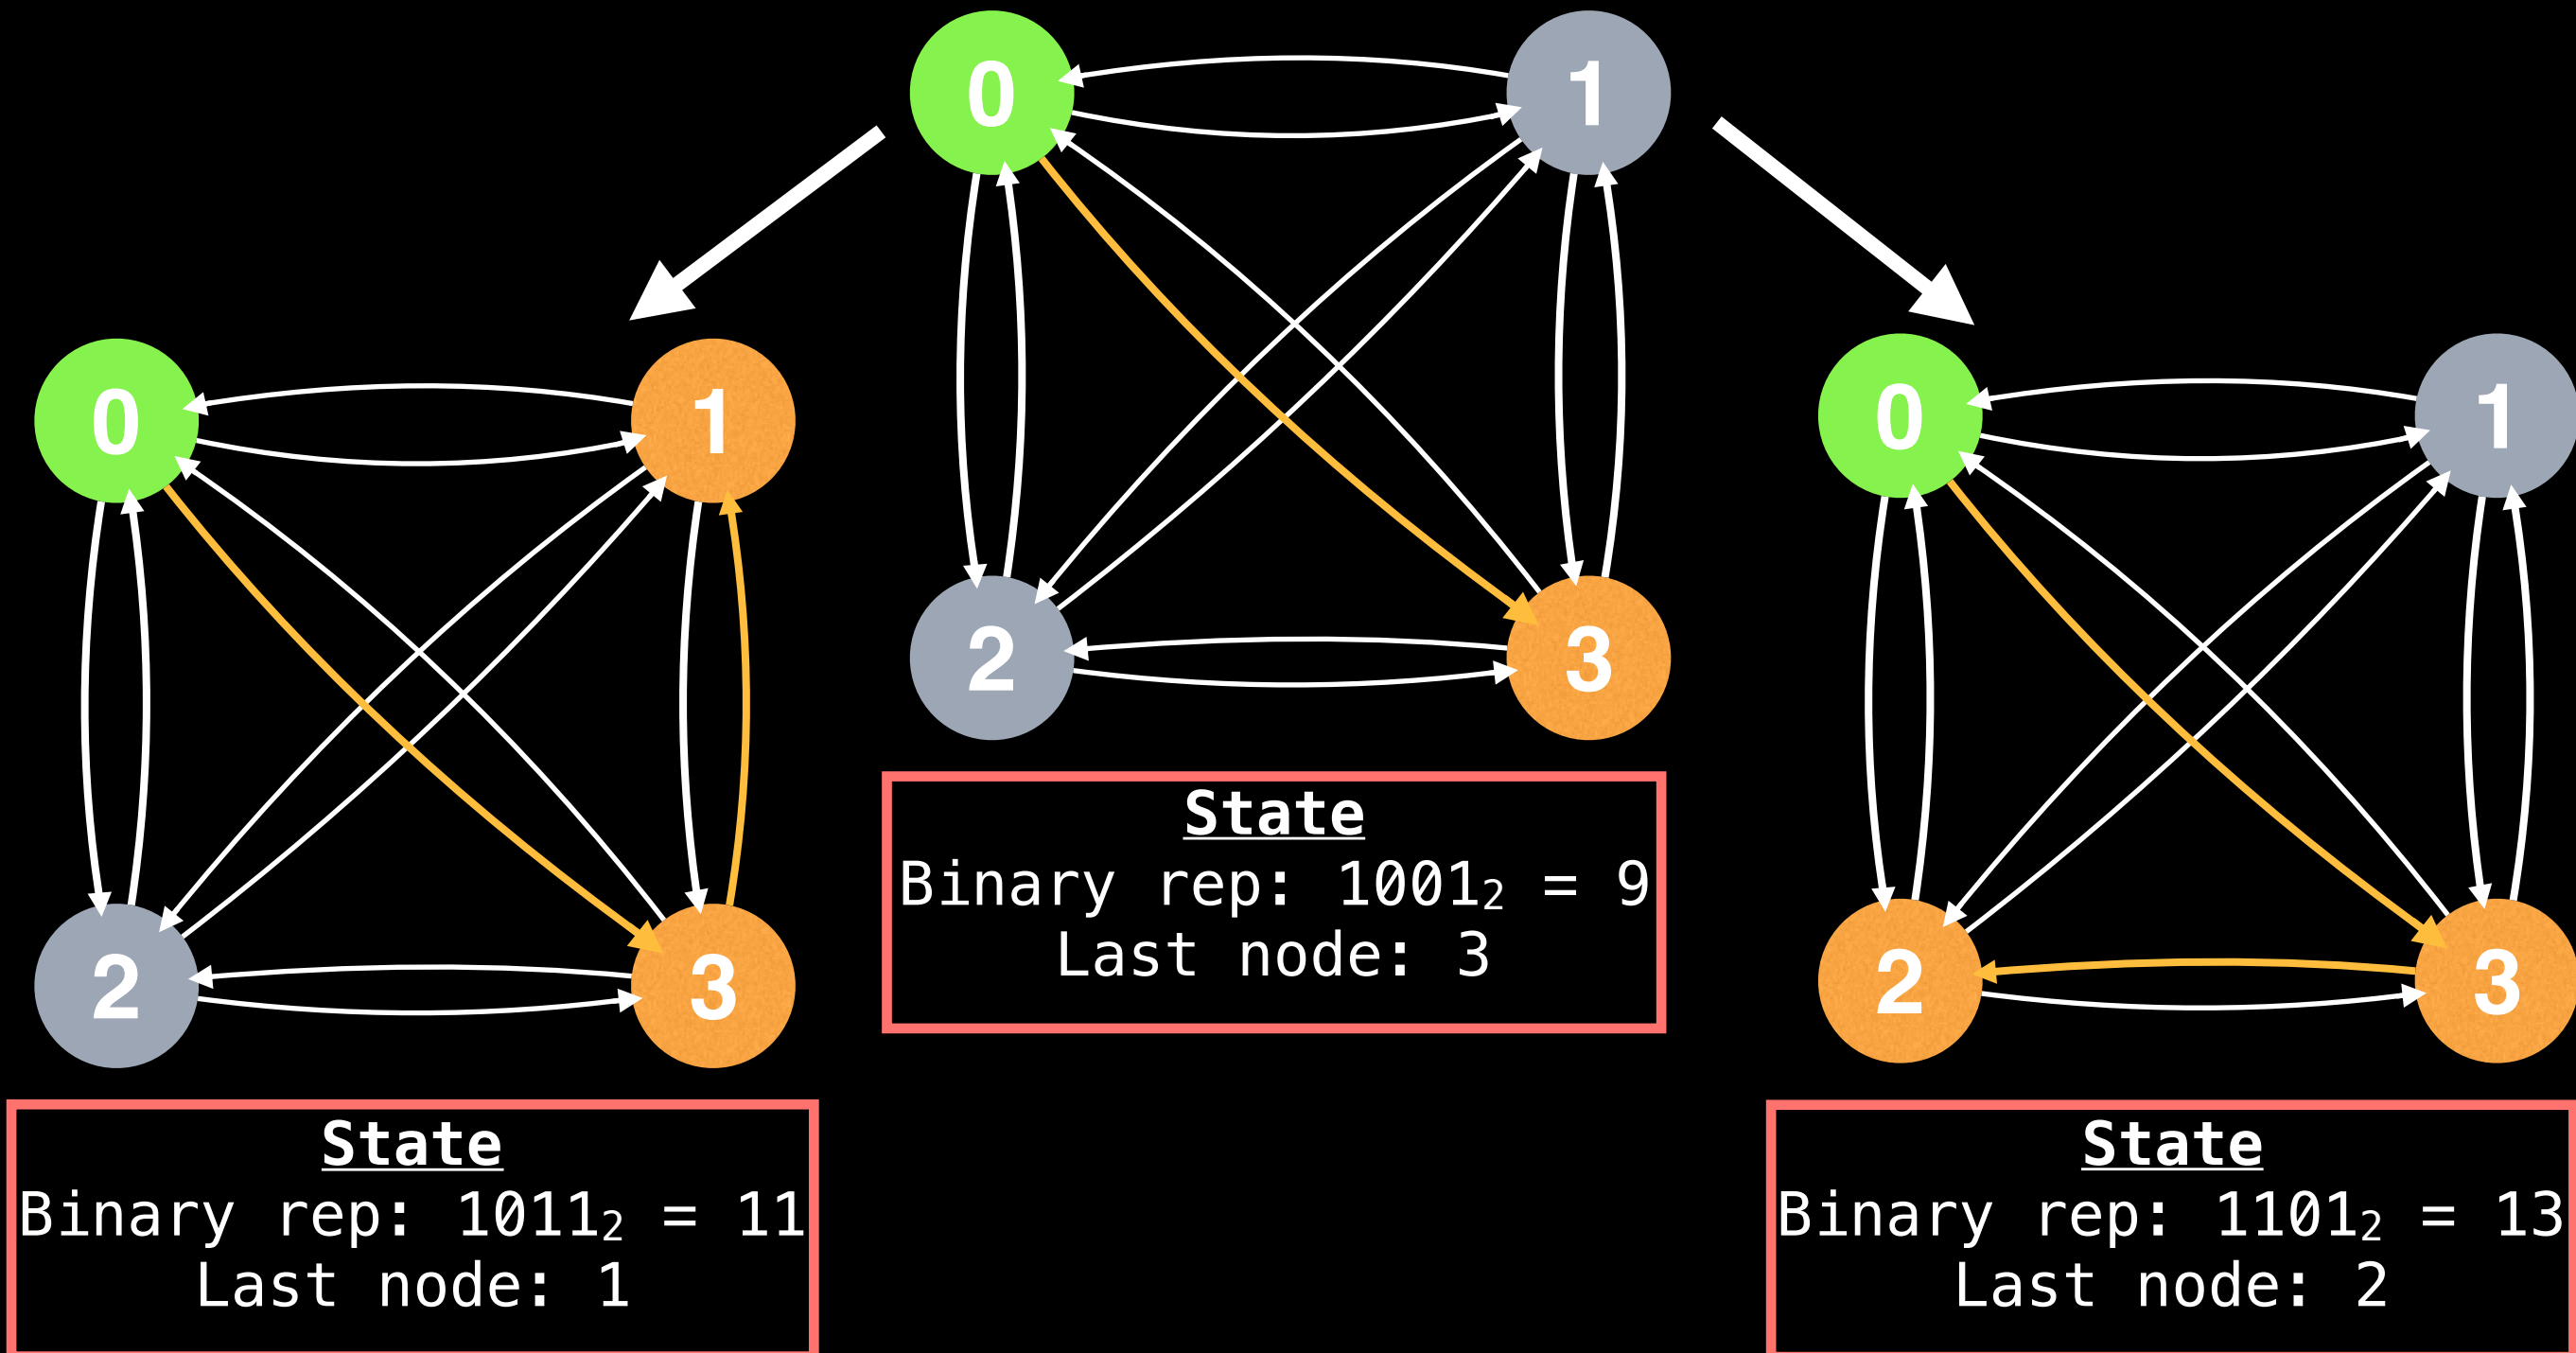 0 1
2 3
State
Binary rep: 1001₂ = 9
Last node: 3
0 1
2 3
State
Binary rep: 1011₂ = 11
Last node: 1
0 1
2 3
State
Binary rep: 1101₂ = 13
Last node: 2